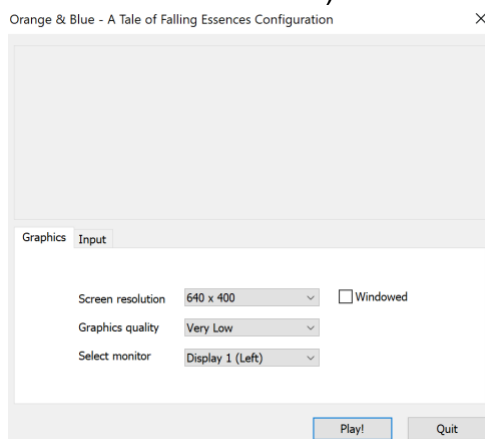 Orange & Blue - A Tale of Falling Essences Configuration
Graphics Input
Screen resolution 640 x 400 Windowed
Graphics quality Very Low
Select monitor Display 1 (Left)
Play! Quit